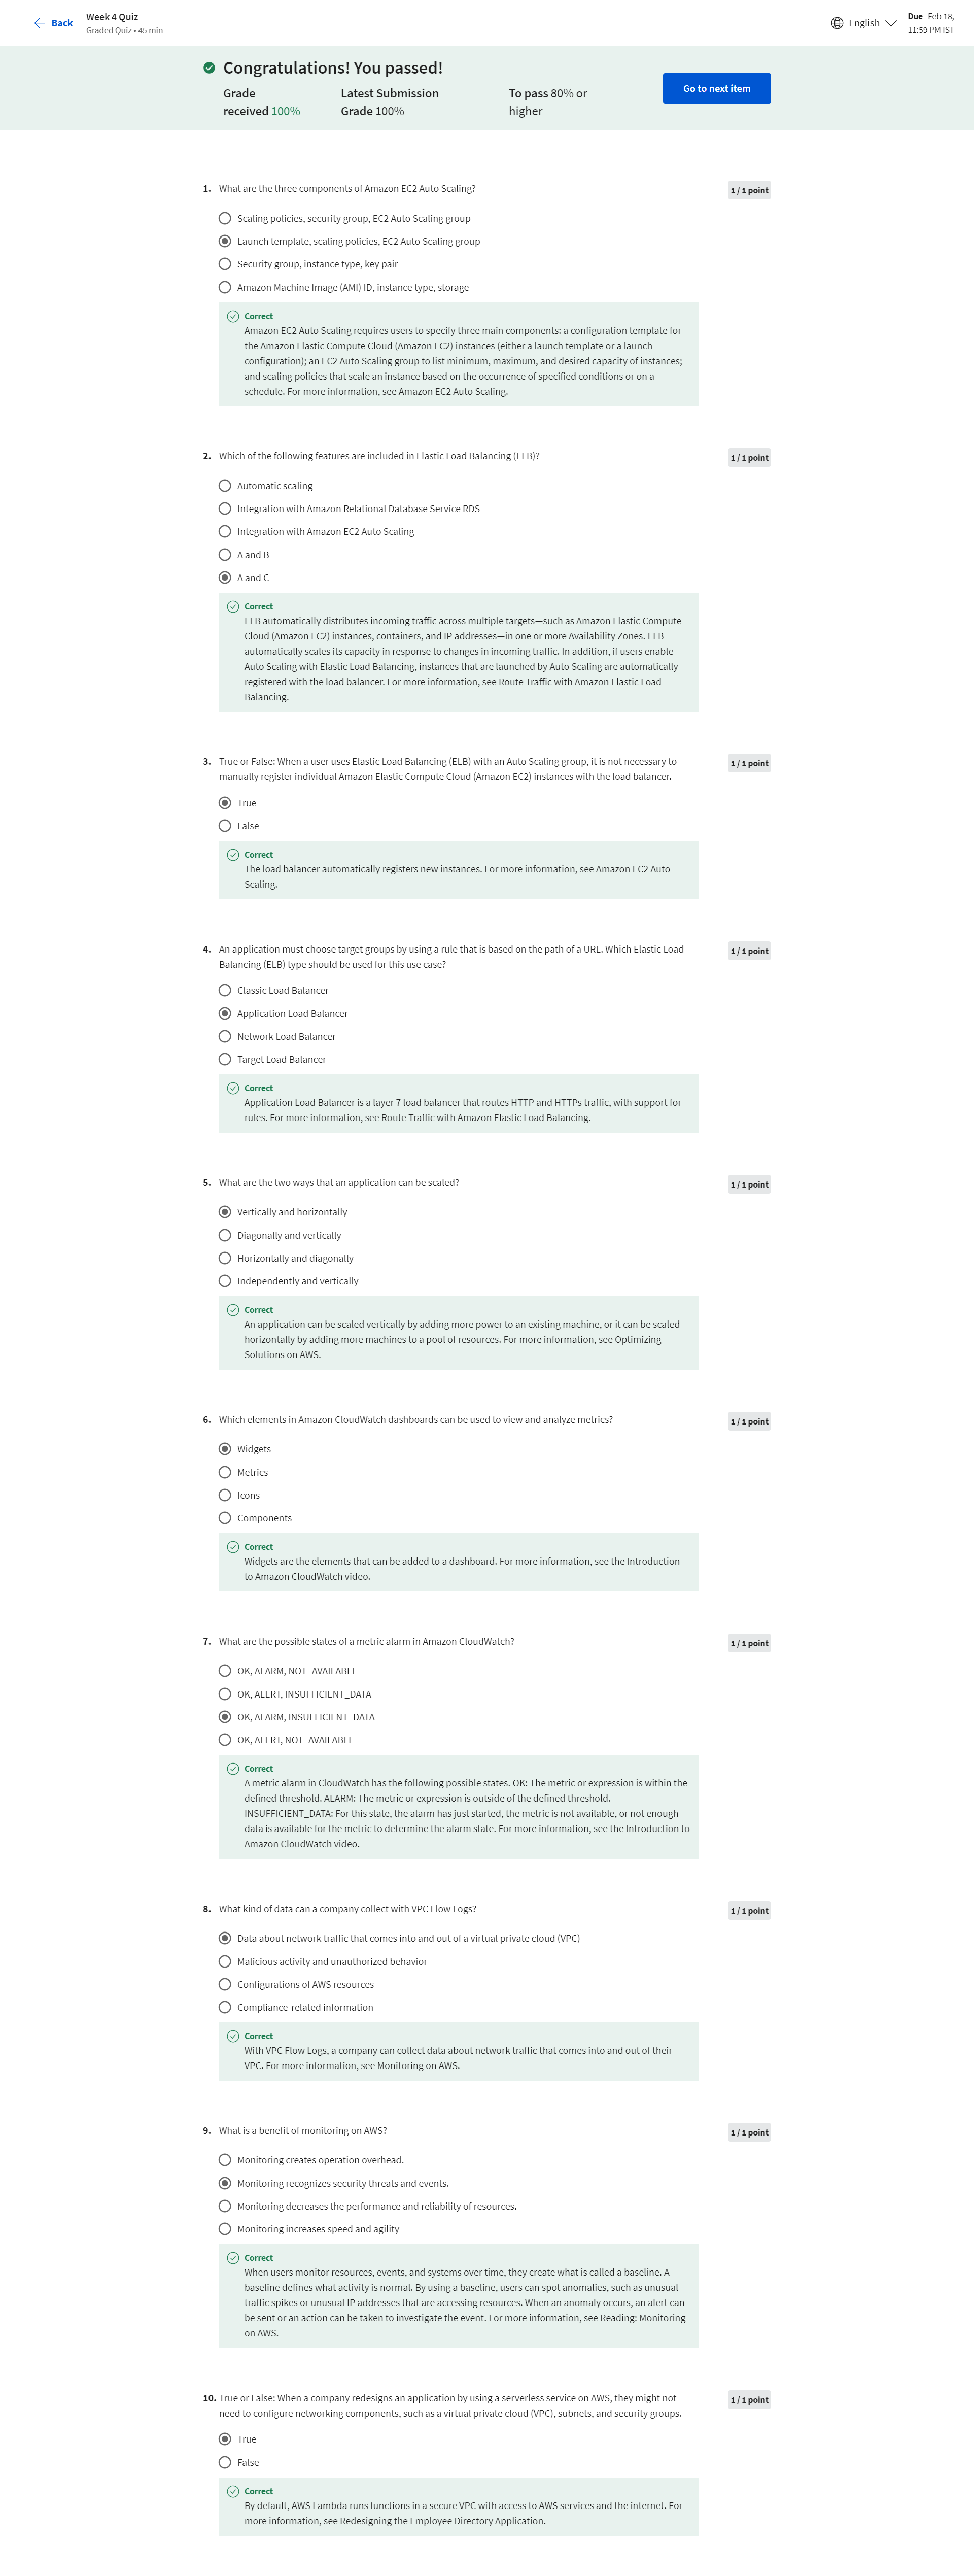 Back
Week 4 Quiz
Graded Quiz • 45 min
English
Due Feb 18,
11:59 PM IST
Congratulations! You passed!
Grade
received 100%
Latest Submission
Grade 100%
To pass 80% or
higher
Go to next item
1. What are the three components of Amazon EC2 Auto Scaling?
1 / 1 point
Scaling policies, security group, EC2 Auto Scaling group
Launch template, scaling policies, EC2 Auto Scaling group
Security group, instance type, key pair
Amazon Machine Image (AMI) ID, instance type, storage
Correct
Amazon EC2 Auto Scaling requires users to specify three main components: a configuration template for
the Amazon Elastic Compute Cloud (Amazon EC2) instances (either a launch template or a launch
configuration); an EC2 Auto Scaling group to list minimum, maximum, and desired capacity of instances;
and scaling policies that scale an instance based on the occurrence of specified conditions or on a
schedule. For more information, see Amazon EC2 Auto Scaling.
2. Which of the following features are included in Elastic Load Balancing (ELB)?
1 / 1 point
Automatic scaling
Integration with Amazon Relational Database Service RDS
Integration with Amazon EC2 Auto Scaling
A and B
A and C
Correct
ELB automatically distributes incoming traffic across multiple targets—such as Amazon Elastic Compute
Cloud (Amazon EC2) instances, containers, and IP addresses—in one or more Availability Zones. ELB
automatically scales its capacity in response to changes in incoming traffic. In addition, if users enable
Auto Scaling with Elastic Load Balancing, instances that are launched by Auto Scaling are automatically
registered with the load balancer. For more information, see Route Traffic with Amazon Elastic Load
Balancing.
3. True or False: When a user uses Elastic Load Balancing (ELB) with an Auto Scaling group, it is not necessary to
manually register individual Amazon Elastic Compute Cloud (Amazon EC2) instances with the load balancer.
1 / 1 point
True
False
Correct
The load balancer automatically registers new instances. For more information, see Amazon EC2 Auto
Scaling.
4. An application must choose target groups by using a rule that is based on the path of a URL. Which Elastic Load
Balancing (ELB) type should be used for this use case?
1 / 1 point
Classic Load Balancer
Application Load Balancer
Network Load Balancer
Target Load Balancer
Correct
Application Load Balancer is a layer 7 load balancer that routes HTTP and HTTPs traffic, with support for
rules. For more information, see Route Traffic with Amazon Elastic Load Balancing.
5. What are the two ways that an application can be scaled?
1 / 1 point
Vertically and horizontally
Diagonally and vertically
Horizontally and diagonally
Independently and vertically
Correct
An application can be scaled vertically by adding more power to an existing machine, or it can be scaled
horizontally by adding more machines to a pool of resources. For more information, see Optimizing
Solutions on AWS.
6. Which elements in Amazon CloudWatch dashboards can be used to view and analyze metrics?
1 / 1 point
Widgets
Metrics
Icons
Components
Correct
Widgets are the elements that can be added to a dashboard. For more information, see the Introduction
to Amazon CloudWatch video.
7. What are the possible states of a metric alarm in Amazon CloudWatch?
1 / 1 point
OK, ALARM, NOT_AVAILABLE
OK, ALERT, INSUFFICIENT_DATA
OK, ALARM, INSUFFICIENT_DATA
OK, ALERT, NOT_AVAILABLE
Correct
A metric alarm in CloudWatch has the following possible states. OK: The metric or expression is within the
defined threshold. ALARM: The metric or expression is outside of the defined threshold.
INSUFFICIENT_DATA: For this state, the alarm has just started, the metric is not available, or not enough
data is available for the metric to determine the alarm state. For more information, see the Introduction to
Amazon CloudWatch video.
8. What kind of data can a company collect with VPC Flow Logs?
1 / 1 point
Data about network traffic that comes into and out of a virtual private cloud (VPC)
Malicious activity and unauthorized behavior
Configurations of AWS resources
Compliance-related information
Correct
With VPC Flow Logs, a company can collect data about network traffic that comes into and out of their
VPC. For more information, see Monitoring on AWS.
9. What is a benefit of monitoring on AWS?
1 / 1 point
Monitoring creates operation overhead.
Monitoring recognizes security threats and events.
Monitoring decreases the performance and reliability of resources.
Monitoring increases speed and agility
Correct
When users monitor resources, events, and systems over time, they create what is called a baseline. A
baseline defines what activity is normal. By using a baseline, users can spot anomalies, such as unusual
traffic spikes or unusual IP addresses that are accessing resources. When an anomaly occurs, an alert can
be sent or an action can be taken to investigate the event. For more information, see Reading: Monitoring
on AWS.
10. True or False: When a company redesigns an application by using a serverless service on AWS, they might not
need to configure networking components, such as a virtual private cloud (VPC), subnets, and security groups.
1 / 1 point
True
False
Correct
By default, AWS Lambda runs functions in a secure VPC with access to AWS services and the internet. For
more information, see Redesigning the Employee Directory Application.